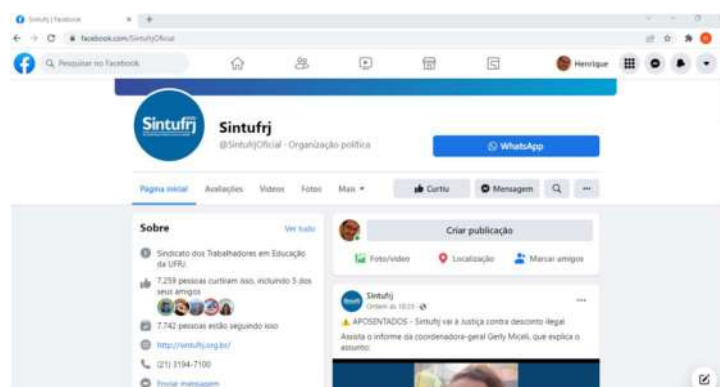 Sintufrj | Facebook
facebook.com/SintufrjOficial
Pesquisar no Facebook
Henrique
Sintufrj
Sintufrj
@SintufrjOficial · Organização política
WhatsApp
Página inicial Avaliações Vídeos Fotos Mais
Curtiu Mensagem
Sobre Ver tudo
Sindicato dos Trabalhadores em Educação
da UFRJ.
7.259 pessoas curtiram isso, incluindo 5 dos
seus amigos
7.742 pessoas estão seguindo isso
http://sintufrj.org.br/
(21) 3194-7100
Enviar mensagem
Criar publicação
Foto/vídeo Localização Marcar amigos
Sintufrj
Ontem às 18:23
APOSENTADOS - Sintufrj vai à Justiça contra desconto ilegal
Assista o informe da coordenadora-geral Gerly Miceli, que explica o
assunto: